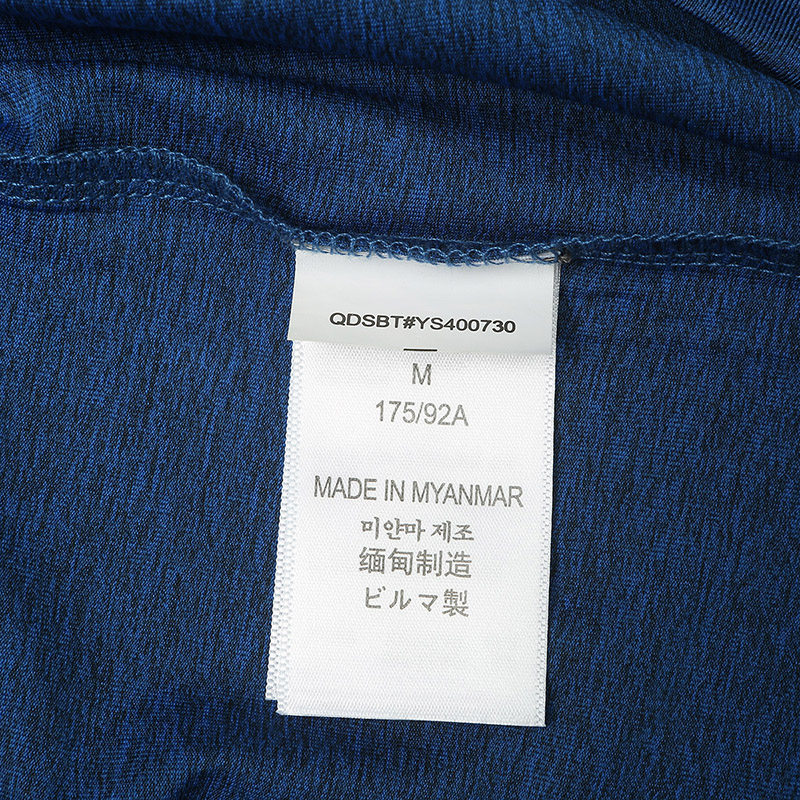 QDSBT#YS400730
M
175/92A
MADE IN MYANMAR
미얀마 제조
缅甸制造
ビルマ製